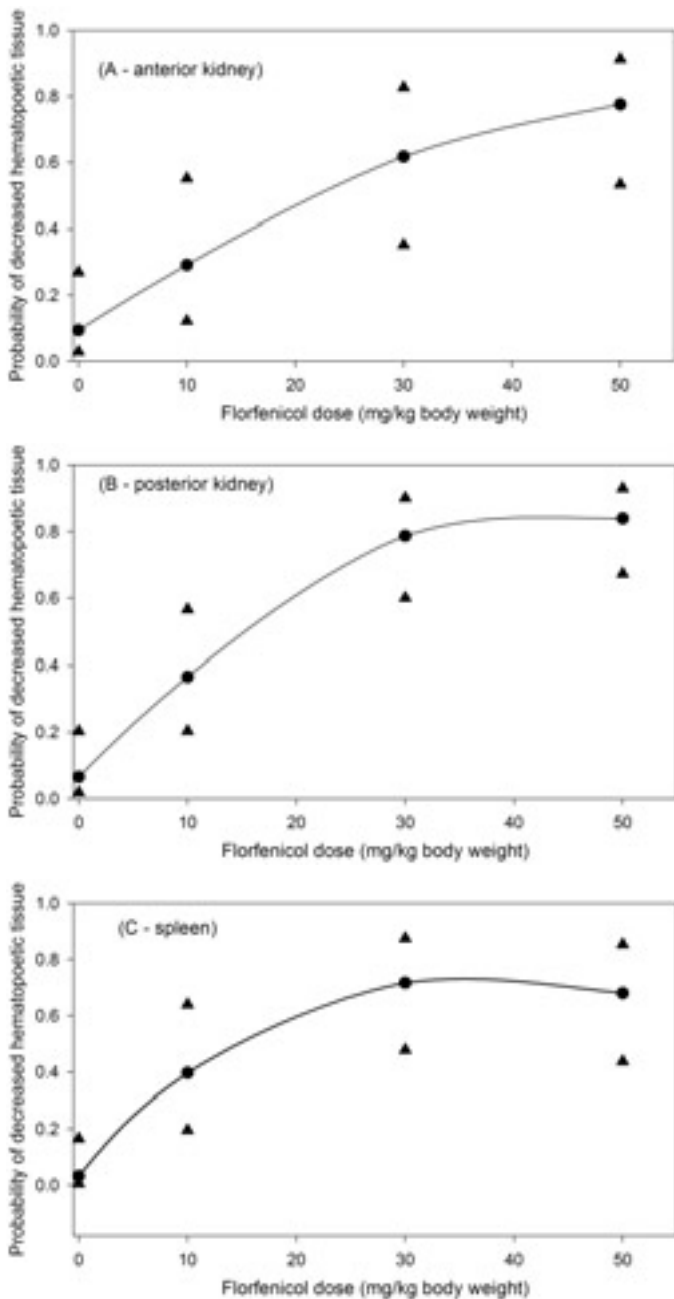 Probability of decreased hematopoetic tissue
(A - anterior kidney)
1.0
0.8
0.6
0.4
0.2
0.0
0 10 20 30 40 50
Florfenicol dose (mg/kg body weight)
Probability of decreased hematopoetic tissue
(B - posterior kidney)
1.0
0.8
0.6
0.4
0.2
0.0
0 10 20 30 40 50
Florfenicol dose (mg/kg body weight)
Probability of decreased hematopoetic tissue
(C - spleen)
1.0
0.8
0.6
0.4
0.2
0.0
0 10 20 30 40 50
Florfenicol dose (mg/kg body weight)